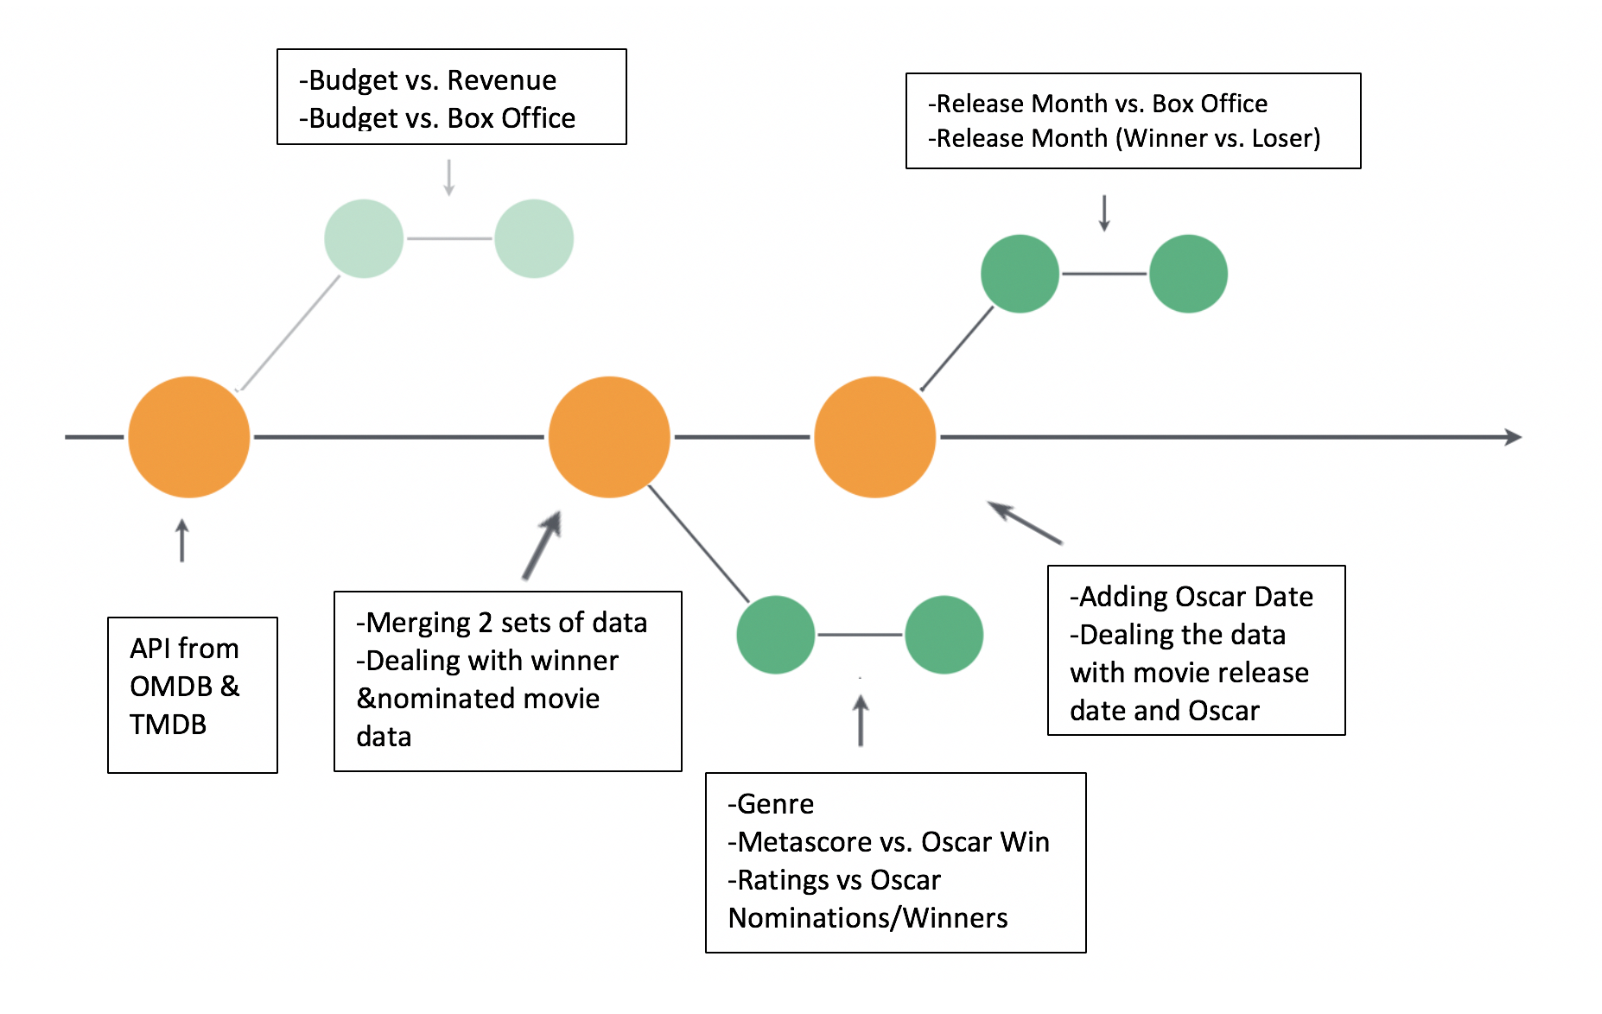 -Budget vs. Revenue
-Budget vs. Box Office
-Release Month vs. Box Office
-Release Month (Winner vs. Loser)
API from
OMDB &
TMDB
-Merging 2 sets of data
-Dealing with winner
&nominated movie
data
-Adding Oscar Date
-Dealing the data
with movie release
date and Oscar
-Genre
-Metascore vs. Oscar Win
-Ratings vs Oscar
Nominations/Winners